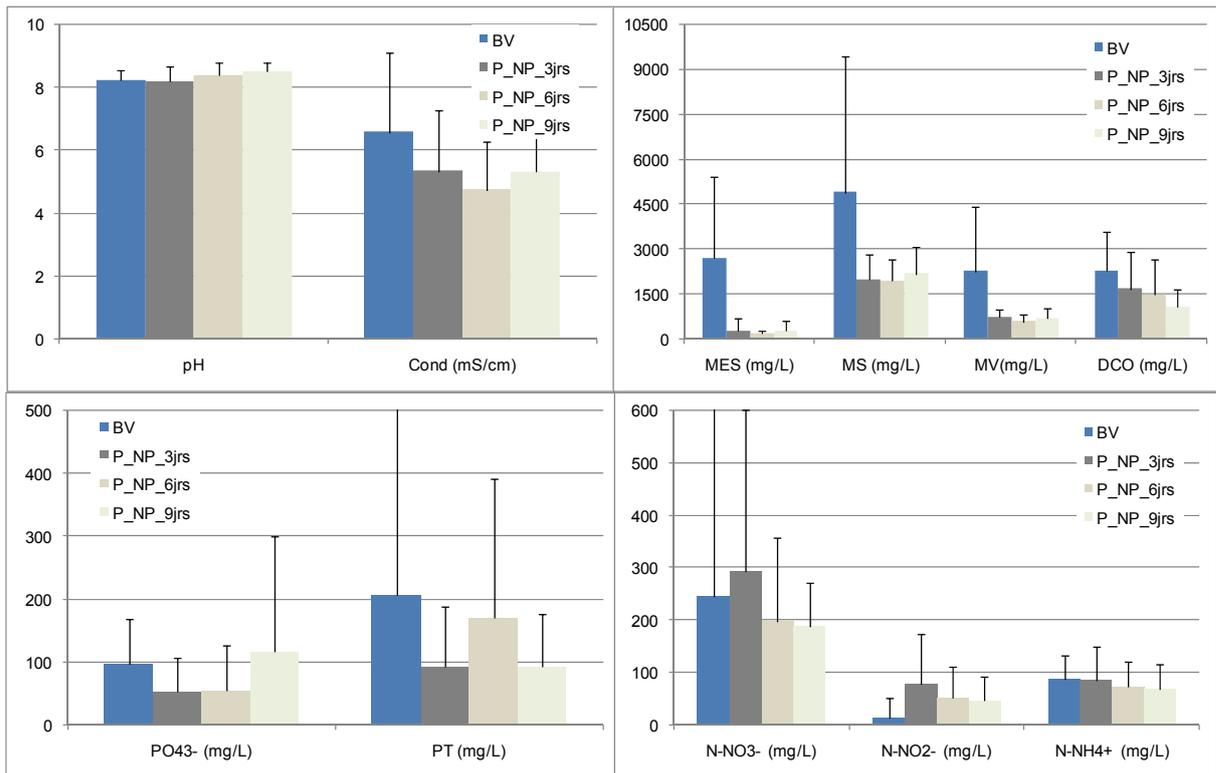 10
8
6
4
2
0
BV
P_NP_3jrs
P_NP_6jrs
P_NP_9jrs
pH
Cond (mS/cm)
10500
9000
7500
6000
4500
3000
1500
0
BV
P_NP_3jrs
P_NP_6jrs
P_NP_9jrs
MES (mg/L)
MS (mg/L)
MV(mg/L)
DCO (mg/L)
500
400
300
200
100
0
BV
P_NP_3jrs
P_NP_6jrs
P_NP_9jrs
PO43- (mg/L)
PT (mg/L)
600
500
400
300
200
100
0
BV
P_NP_3jrs
P_NP_6jrs
P_NP_9jrs
N-NO3- (mg/L)
N-NO2- (mg/L)
N-NH4+ (mg/L)